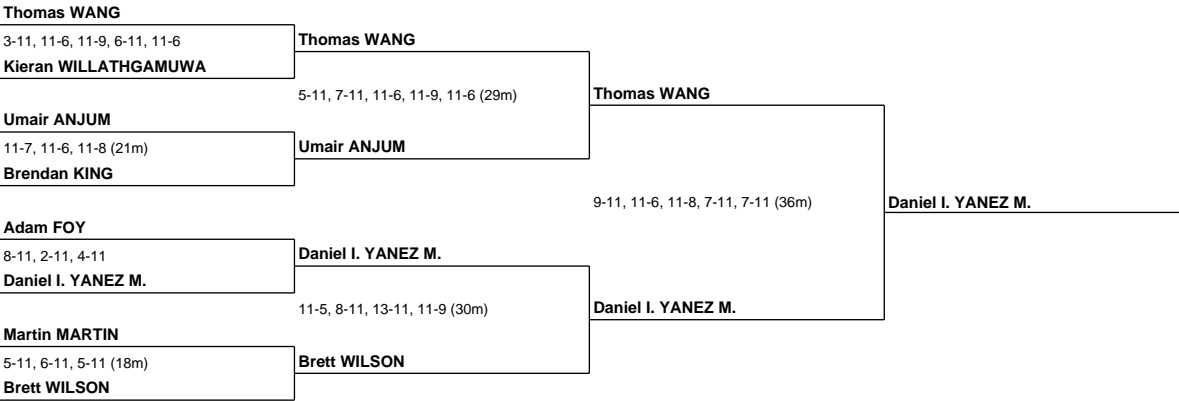 Thomas WANG
3-11, 11-6, 11-9, 6-11, 11-6
Thomas WANG
Kieran WILLATHGAMUWA
5-11, 7-11, 11-6, 11-9, 11-6 (29m)
Thomas WANG
Umair ANJUM
11-7, 11-6, 11-8 (21m)
Umair ANJUM
Brendan KING
9-11, 11-6, 11-8, 7-11, 7-11 (36m)
Daniel I. YANEZ M.
Adam FOY
8-11, 2-11, 4-11
Daniel I. YANEZ M.
Daniel I. YANEZ M.
11-5, 8-11, 13-11, 11-9 (30m)
Daniel I. YANEZ M.
Martin MARTIN
5-11, 6-11, 5-11 (18m)
Brett WILSON
Brett WILSON